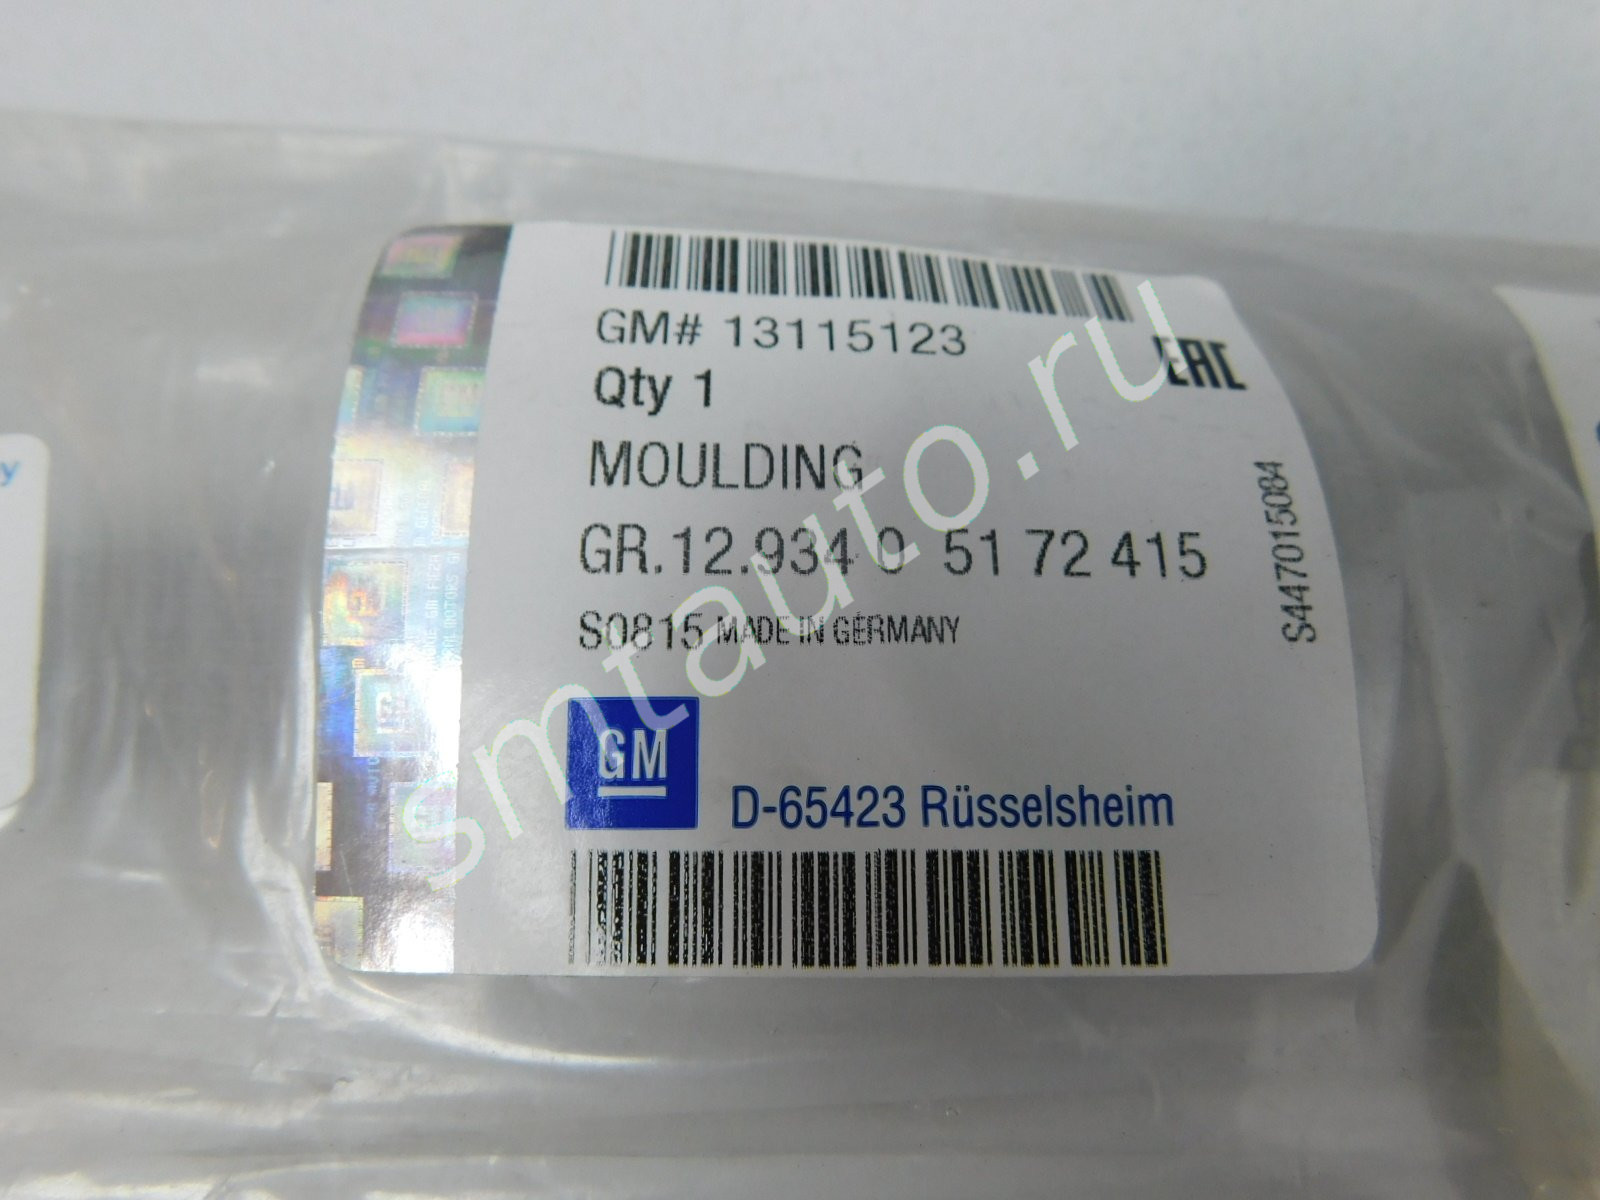 GM# 13115123
Qty 1
EAC
MOULDING
GR.12.934 0 51 72 415
S0815 MADE IN GERMANY
S447015084
GM
D-65423 Rüsselsheim
smtauto.ru